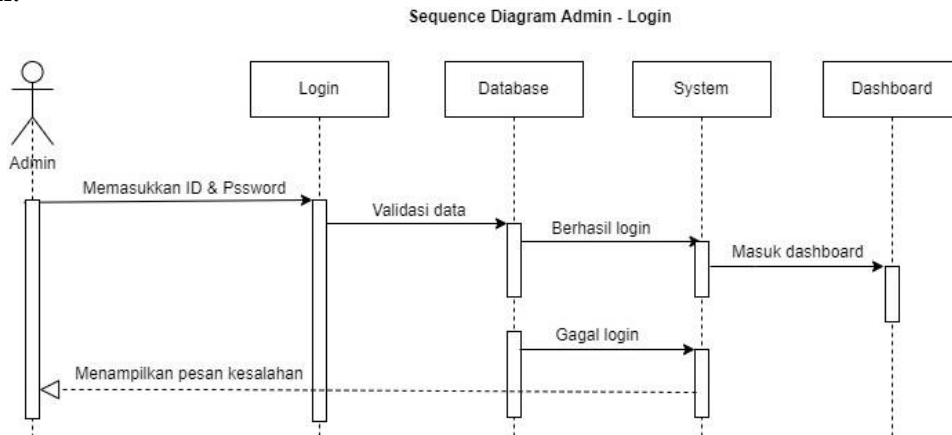 Sequence Diagram Admin - Login
Login
Database
System
Dashboard
Admin
Memasukkan ID & Pssword
Validasi data
Berhasil login
Masuk dashboard
Gagal login
Menampilkan pesan kesalahan